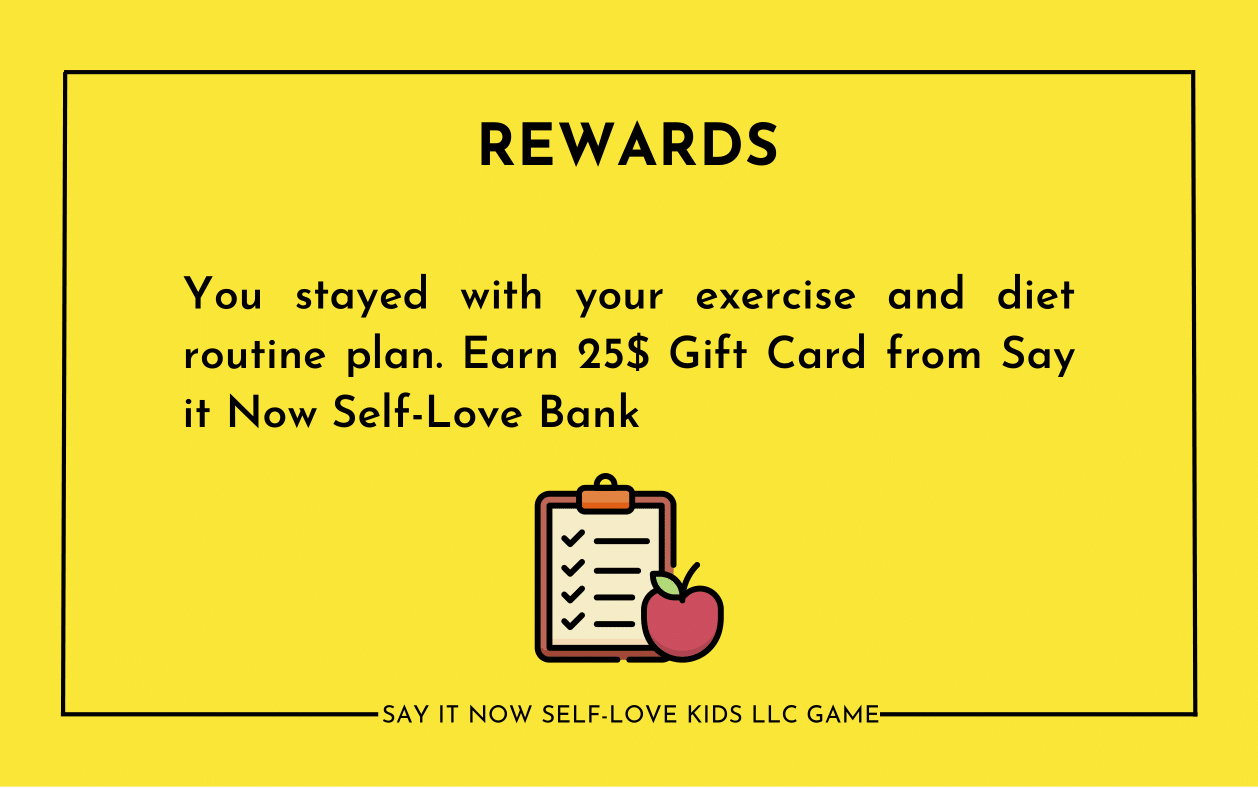 REWARDS
You stayed with your exercise and diet
routine plan. Earn 25$ Gift Card from Say
it Now Self-Love Bank
SAY IT NOW SELF-LOVE KIDS LLC GAME